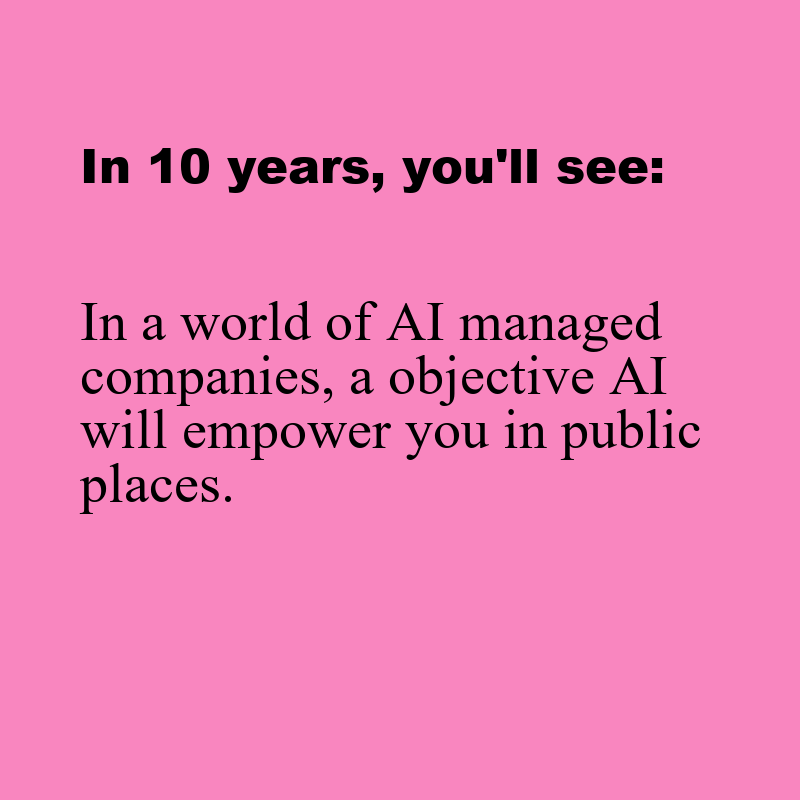 In 10 years, you'll see:
In a world of AI managed
companies, a objective AI
will empower you in public
places.